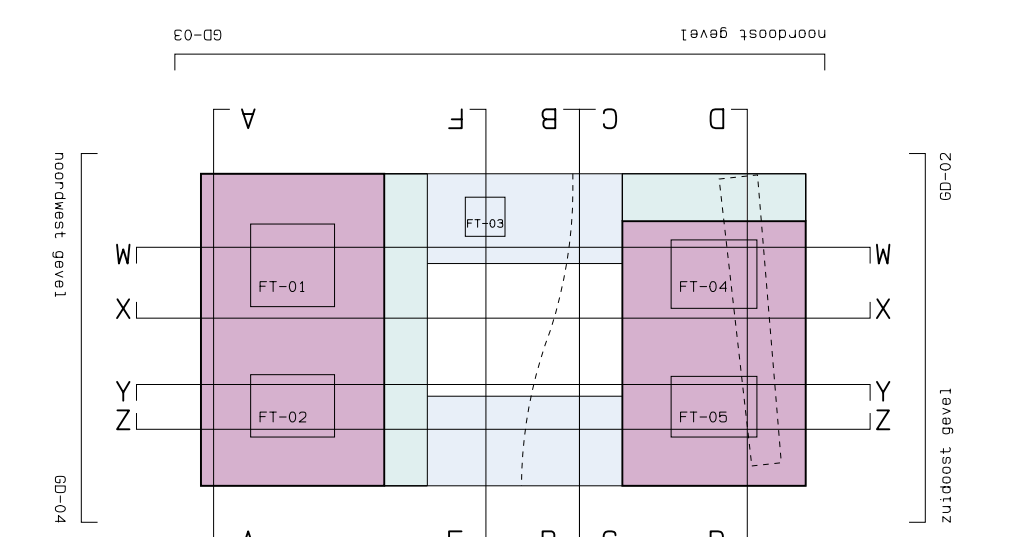 GD-03
noordoost gevel
A
F
B
C
D
noordwest gevel
GD-02
FT-03
W
W
FT-01
FT-04
X
X
Y
Y
FT-02
FT-05
Z
Z
GD-04
zuidoost gevel
A
F
B
C
D